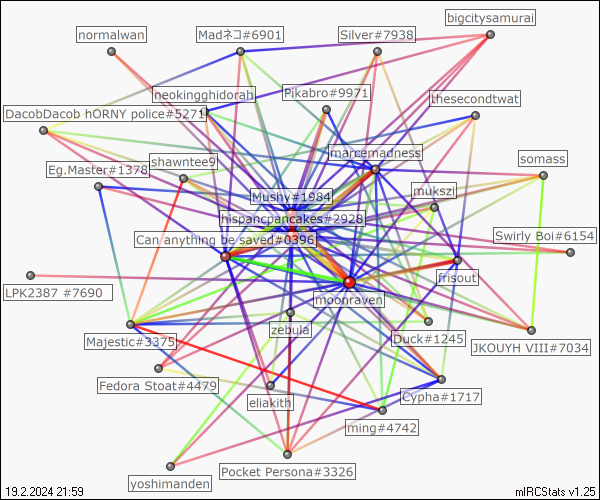 bigcitysamurai
normalwan
Madネコ#6901
Silver#7938
neokingghidorah
Pikabro#9971
thesecondtwat
DacobDacob hORNY police#5271
marcemadness
shawntee9
somass
Eg.Master#1378
mukszi
Mushy#1984
hispancpancakes#2928
Swirly Boi#6154
Can anything be saved#0396
frisout
LPK2387 #7690
moonraven
zebula
Duck#1245
Majestic#3375
JKOUYH VIII#7034
Fedora Stoat#4479
Cypha#1717
eliakith
ming#4742
Pocket Persona#3326
yoshimanden
19.2.2024 21:59
mIRCStats v1.25